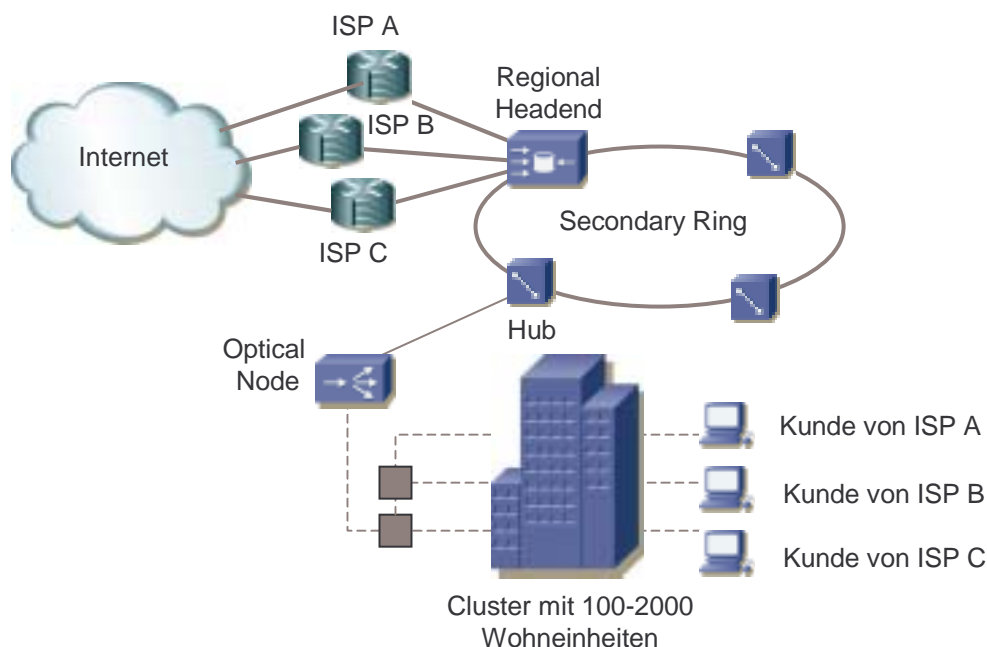 ISP A
Regional
Headend
ISP B
Internet
Secondary Ring
ISP C
Hub
Optical
Node
Kunde von ISP A
Kunde von ISP B
Kunde von ISP C
Cluster mit 100-2000
Wohneinheiten